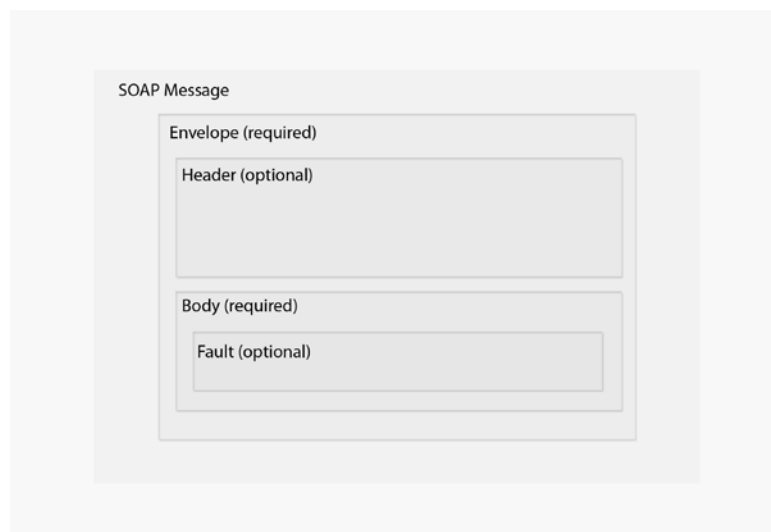 SOAP Message
Envelope (required)
Header (optional)
Body (required)
Fault (optional)